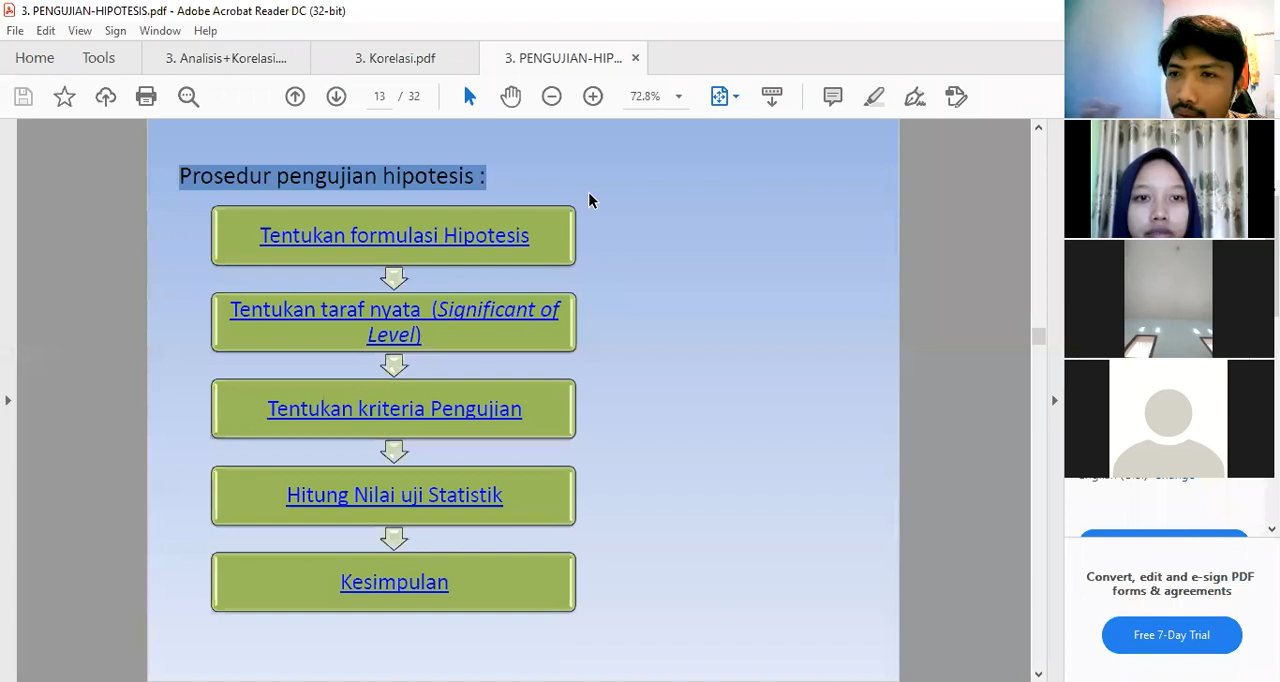 3. PENGUJIAN-HIPOTESIS.pdf - Adobe Acrobat Reader DC (32-bit)
File Edit View Sign Window Help
Home Tools 3. Analisis+Korelasi.... 3. Korelasi.pdf 3. PENGUJIAN-HIP... ×
13 / 32 72.8%
Prosedur pengujian hipotesis :
Tentukan formulasi Hipotesis
Tentukan taraf nyata (Significant of
Level)
Tentukan kriteria Pengujian
Hitung Nilai uji Statistik
Kesimpulan
Convert, edit and e-sign PDF
forms & agreements
Free 7-Day Trial